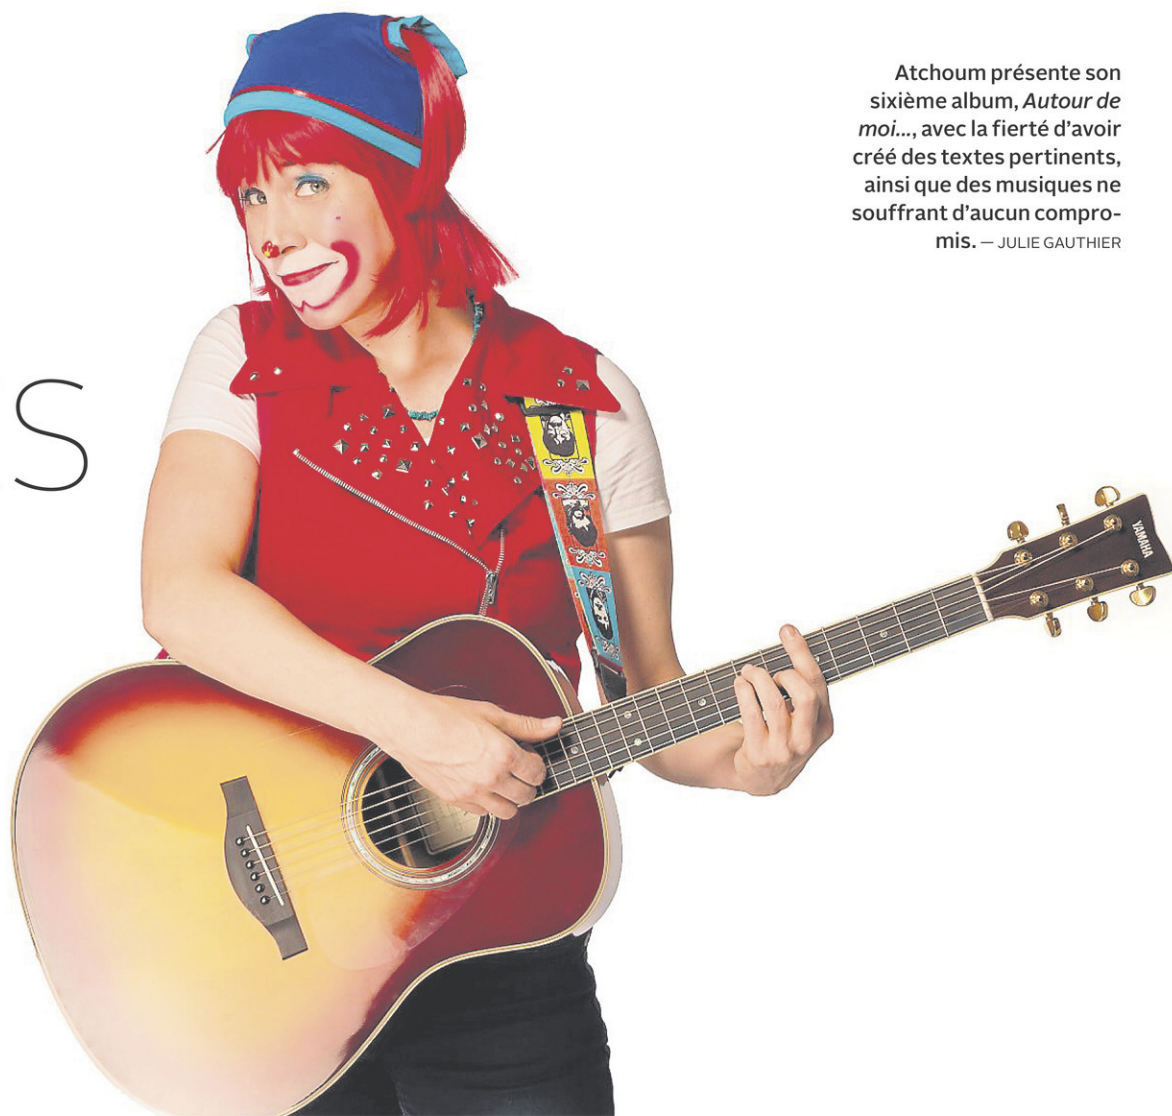 Atchoum présente son
sixième album, Autour de
moi..., avec la fierté d’avoir
créé des textes pertinents,
ainsi que des musiques ne
souffrant d’aucun compro-
mis. — JULIE GAUTHIER
S
YAMAHA